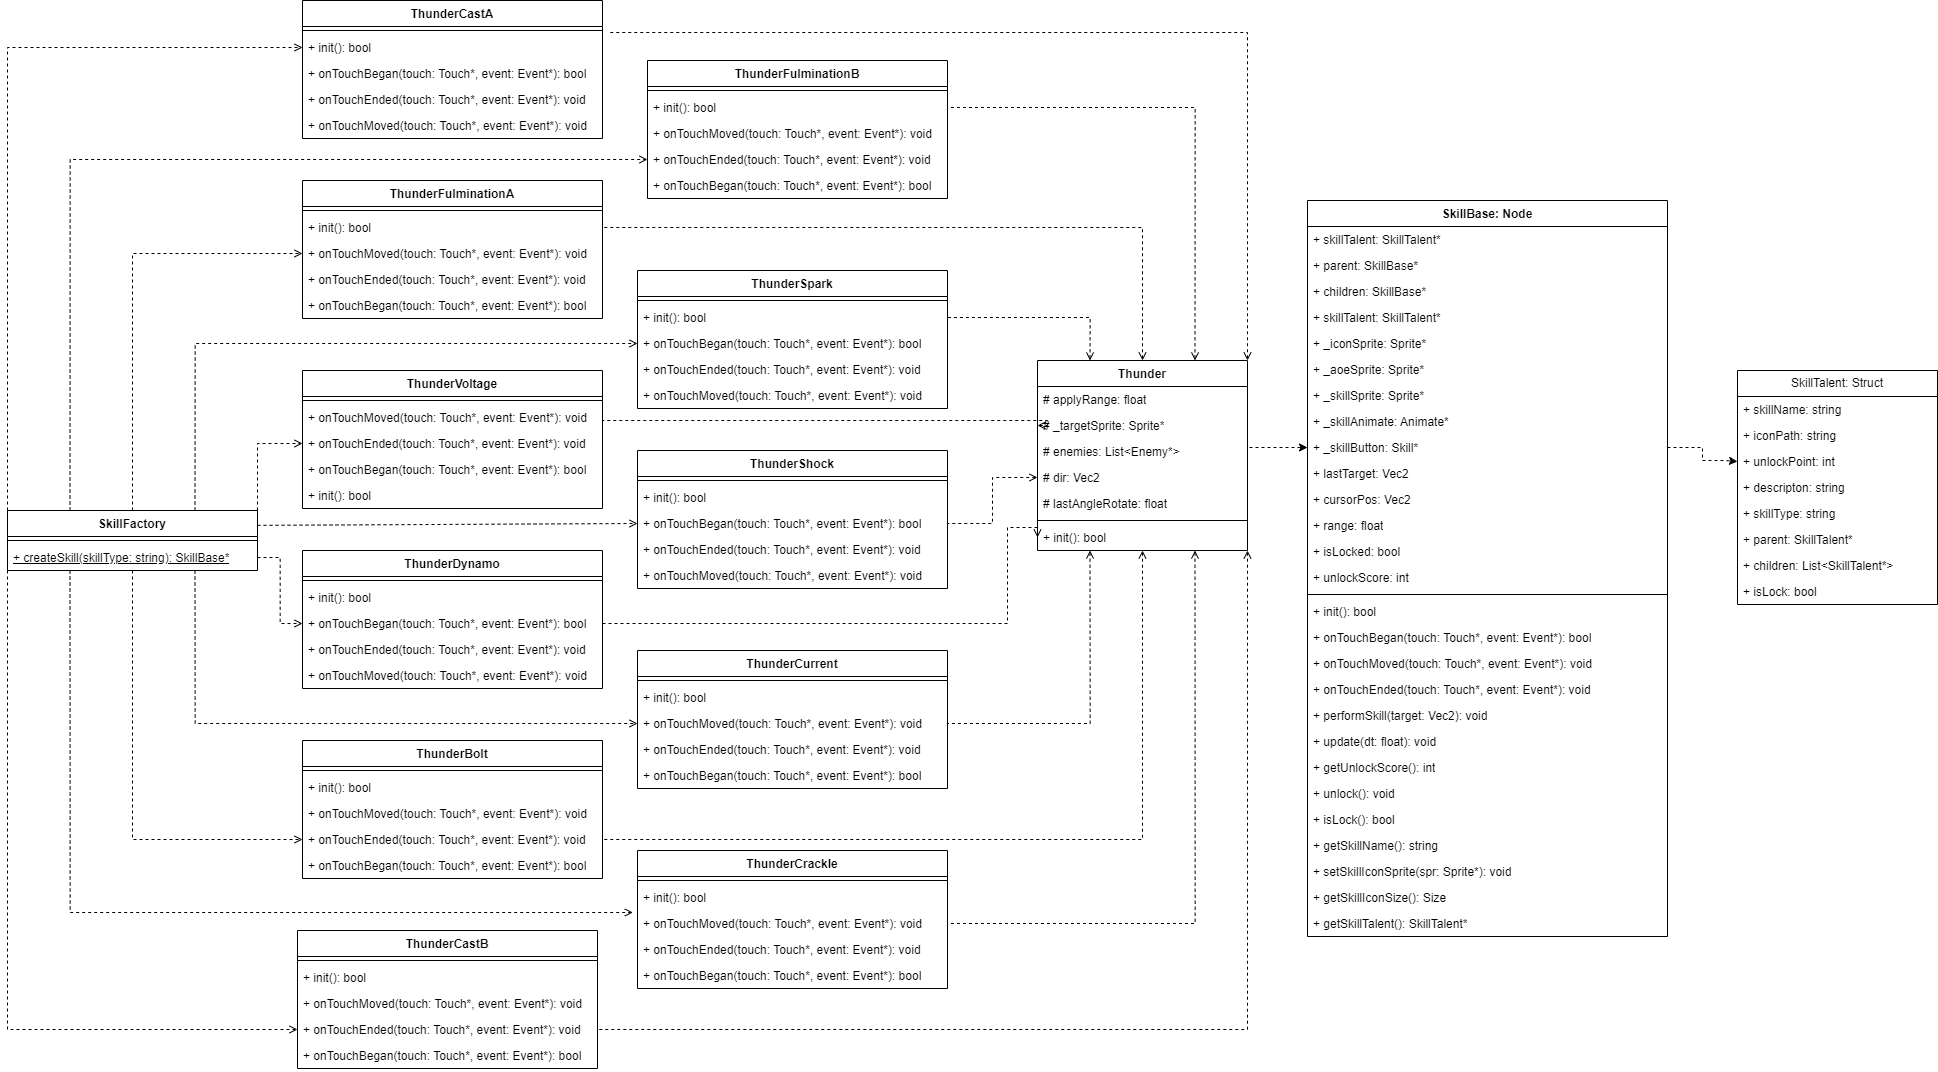 ThunderCastA
+ init(): bool
+ onTouchBegan(touch: Touch*, event: Event*): bool
+ onTouchEnded(touch: Touch*, event: Event*): void
+ onTouchMoved(touch: Touch*, event: Event*): void
ThunderFulminationB
+ init(): bool
+ onTouchMoved(touch: Touch*, event: Event*): void
+ onTouchEnded(touch: Touch*, event: Event*): void
+ onTouchBegan(touch: Touch*, event: Event*): bool
ThunderFulminationA
+ init(): bool
+ onTouchMoved(touch: Touch*, event: Event*): void
+ onTouchEnded(touch: Touch*, event: Event*): void
+ onTouchBegan(touch: Touch*, event: Event*): bool
ThunderSpark
+ init(): bool
+ onTouchBegan(touch: Touch*, event: Event*): bool
+ onTouchEnded(touch: Touch*, event: Event*): void
+ onTouchMoved(touch: Touch*, event: Event*): void
ThunderVoltage
+ onTouchMoved(touch: Touch*, event: Event*): void
+ onTouchEnded(touch: Touch*, event: Event*): void
+ onTouchBegan(touch: Touch*, event: Event*): bool
+ init(): bool
ThunderShock
+ init(): bool
+ onTouchBegan(touch: Touch*, event: Event*): bool
+ onTouchEnded(touch: Touch*, event: Event*): void
+ onTouchMoved(touch: Touch*, event: Event*): void
SkillFactory
+ createSkill(skillType: string): SkillBase*
ThunderDynamo
+ init(): bool
+ onTouchBegan(touch: Touch*, event: Event*): bool
+ onTouchEnded(touch: Touch*, event: Event*): void
+ onTouchMoved(touch: Touch*, event: Event*): void
ThunderCurrent
+ init(): bool
+ onTouchMoved(touch: Touch*, event: Event*): void
+ onTouchEnded(touch: Touch*, event: Event*): void
+ onTouchBegan(touch: Touch*, event: Event*): bool
ThunderBolt
+ init(): bool
+ onTouchMoved(touch: Touch*, event: Event*): void
+ onTouchEnded(touch: Touch*, event: Event*): void
+ onTouchBegan(touch: Touch*, event: Event*): bool
ThunderCrackle
+ init(): bool
+ onTouchMoved(touch: Touch*, event: Event*): void
+ onTouchEnded(touch: Touch*, event: Event*): void
+ onTouchBegan(touch: Touch*, event: Event*): bool
ThunderCastB
+ init(): bool
+ onTouchMoved(touch: Touch*, event: Event*): void
+ onTouchEnded(touch: Touch*, event: Event*): void
+ onTouchBegan(touch: Touch*, event: Event*): bool
Thunder
# applyRange: float
# _targetSprite: Sprite*
# enemies: List<Enemy*>
# dir: Vec2
# lastAngleRotate: float
+ init(): bool
SkillBase: Node
+ skillTalent: SkillTalent*
+ parent: SkillBase*
+ children: SkillBase*
+ skillTalent: SkillTalent*
+ _iconSprite: Sprite*
+ _aoeSprite: Sprite*
+ _skillSprite: Sprite*
+ _skillAnimate: Animate*
+ _skillButton: Skill*
+ lastTarget: Vec2
+ cursorPos: Vec2
+ range: float
+ isLocked: bool
+ unlockScore: int
+ init(): bool
+ onTouchBegan(touch: Touch*, event: Event*): bool
+ onTouchMoved(touch: Touch*, event: Event*): void
+ onTouchEnded(touch: Touch*, event: Event*): void
+ performSkill(target: Vec2): void
+ update(dt: float): void
+ getUnlockScore(): int
+ unlock(): void
+ isLock(): bool
+ getSkillName(): string
+ setSkillIconSprite(spr: Sprite*): void
+ getSkillIconSize(): Size
+ getSkillTalent(): SkillTalent*
SkillTalent: Struct
+ skillName: string
+ iconPath: string
+ unlockPoint: int
+ descripton: string
+ skillType: string
+ parent: SkillTalent*
+ children: List<SkillTalent*>
+ isLock: bool